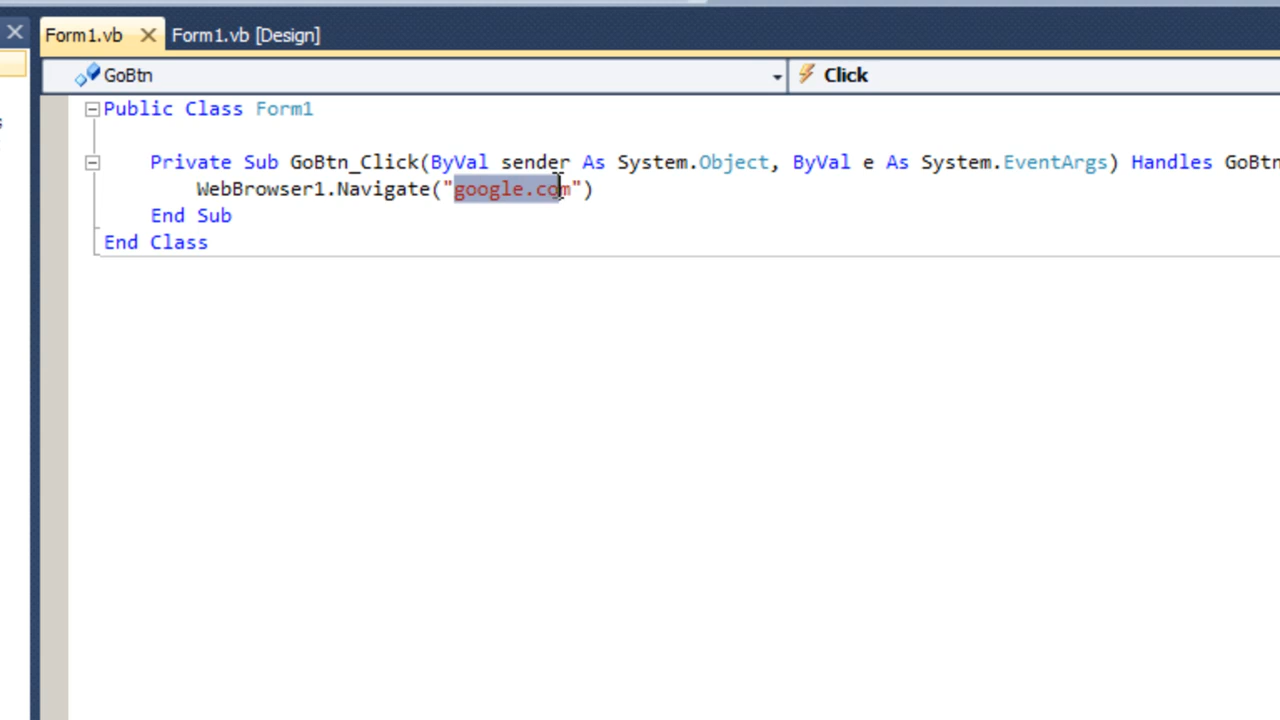 Form1.vb Form1.vb [Design]
GoBtn Click
Public Class Form1
Private Sub GoBtn_Click(ByVal sender As System.Object, ByVal e As System.EventArgs) Handles GoBtn
WebBrowser1.Navigate("google.com")
End Sub
End Class